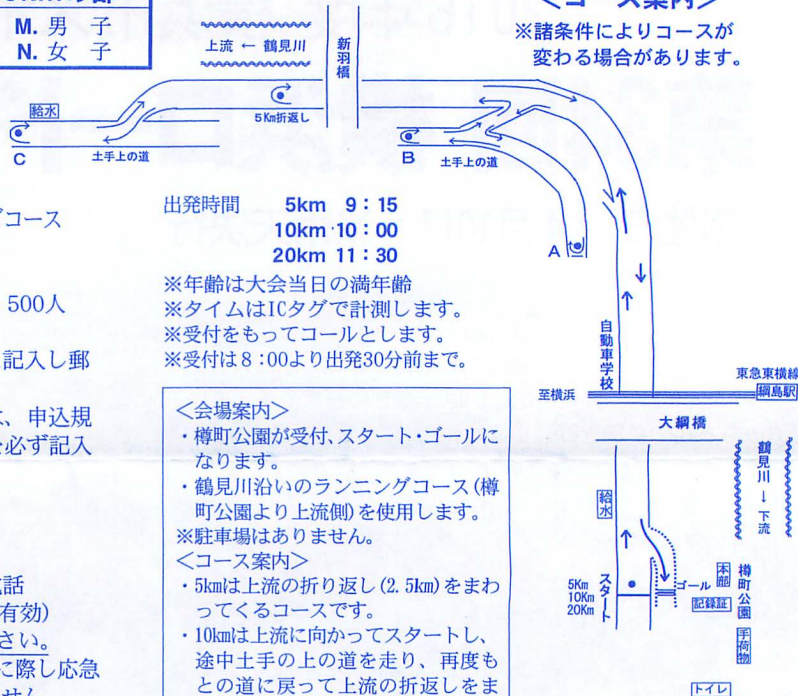 M. 男　子
N. 女　子
<コース案内>
※諸条件によりコースが
変わる場合があります。
上流 ← 鶴見川
新羽橋
給水
5Km折返し
C
土手上の道
B
土手上の道
A
コース
500人
記入し郵
、申込規
必ず記入
話
有効)
さい。
に際し応急
せん
出発時間　5km　9：15
10km 10：00
20km 11：30
※年齢は大会当日の満年齢
※タイムはICタグで計測します。
※受付をもってコールとします。
※受付は8：00より出発30分前まで。
<会場案内>
・樽町公園が受付、スタート・ゴールに
なります。
・鶴見川沿いのランニングコース(樽
町公園より上流側)を使用します。
※駐車場はありません。
<コース案内>
・5kmは上流の折り返し(2.5km)をまわ
ってくるコースです。
・10kmは上流に向かってスタートし、
途中土手の上の道を走り、再度も
との道に戻って上流の折返しをま
自動車学校
東急東横線
至横浜
綱島駅
大綱橋
鶴見川 → 下流
給水
5Km
10Km
20Km
スタート
ゴール
本部
記録証
樽町公園
手荷物
トイレ